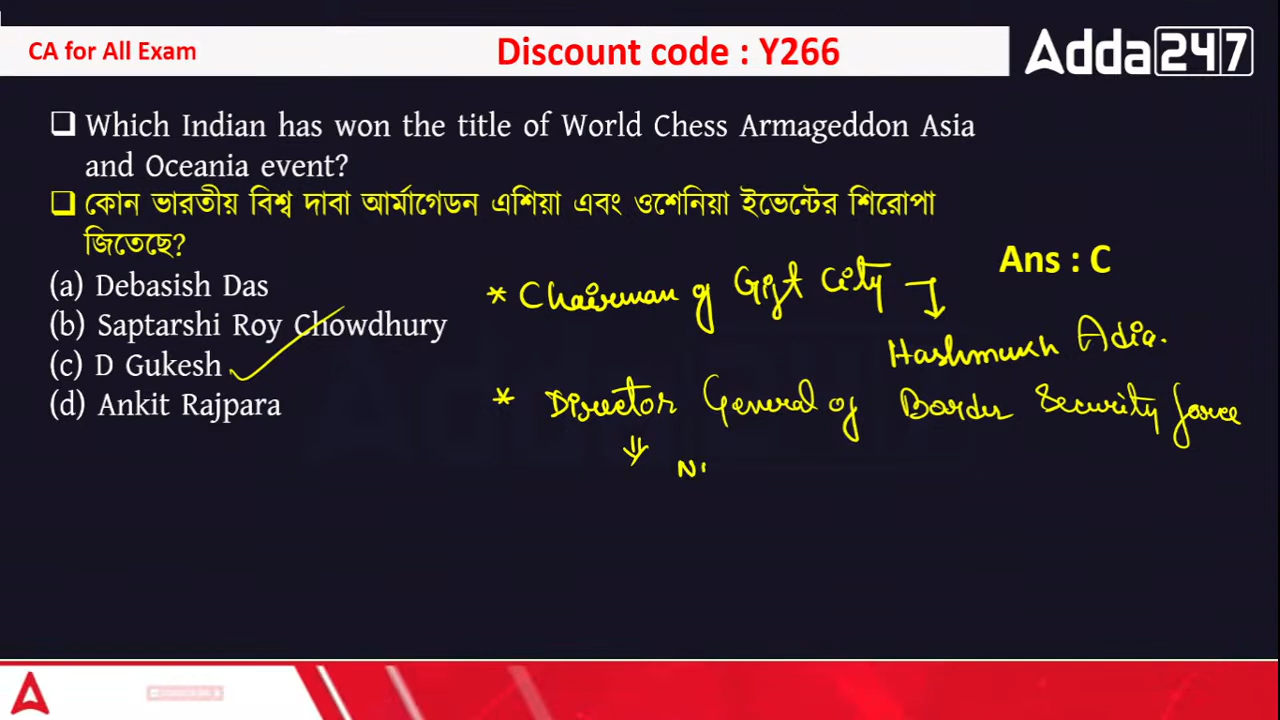 CA for All Exam
Discount code : Y266
Adda247
❑ Which Indian has won the title of World Chess Armageddon Asia
and Oceania event?
❑ কোন ভারতীয় বিশ্ব দাবা আর্মাগেডন এশিয়া এবং ওশেনিয়া ইভেন্টের শিরোপা
জিতেছে?
Ans : C
(a) Debasish Das
(b) Saptarshi Roy Chowdhury
(c) D Gukesh
(d) Ankit Rajpara
* Chairman of Gift City →
Hashmukh Adia.
* Director General of Border Security force
⇓ Ni